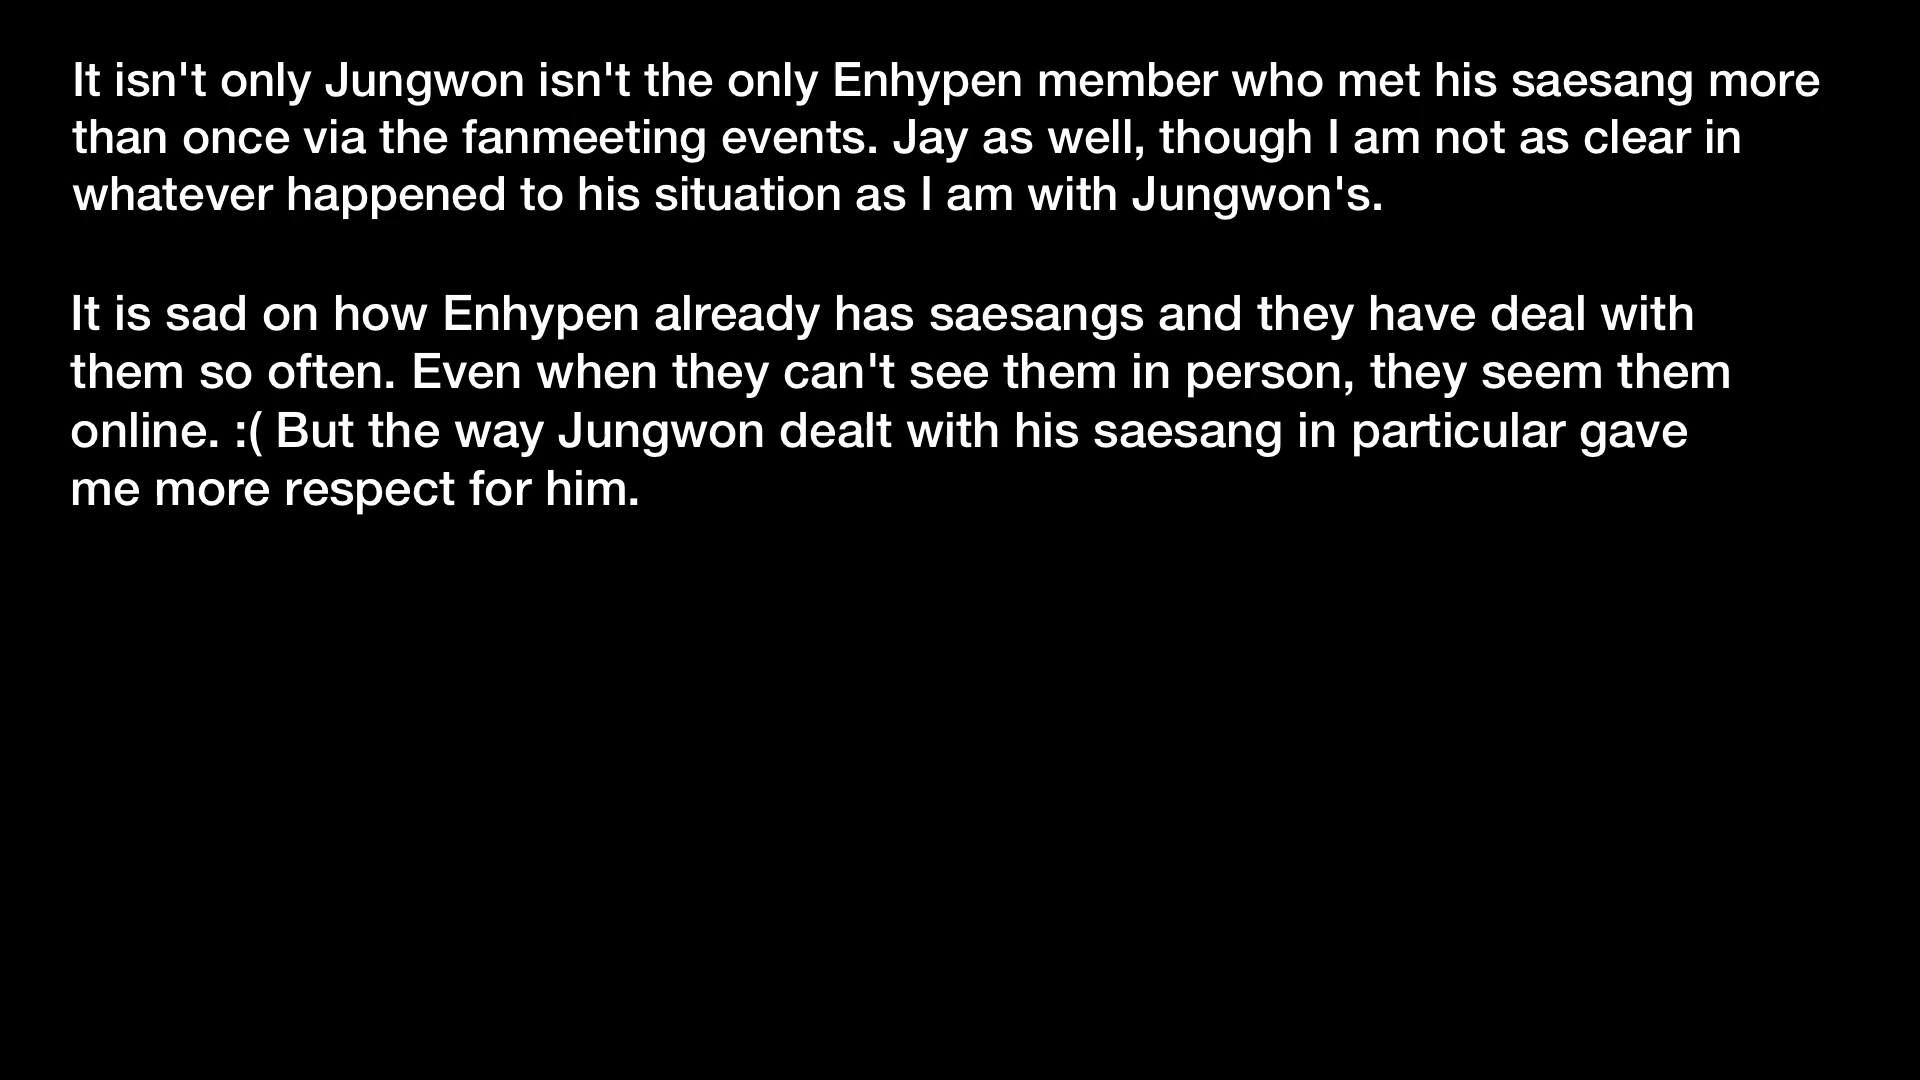 It isn't only Jungwon isn't the only Enhypen member who met his saesang more
than once via the fanmeeting events. Jay as well, though I am not as clear in
whatever happened to his situation as I am with Jungwon's.
It is sad on how Enhypen already has saesangs and they have deal with
them so often. Even when they can't see them in person, they seem them
online. :( But the way Jungwon dealt with his saesang in particular gave
me more respect for him.